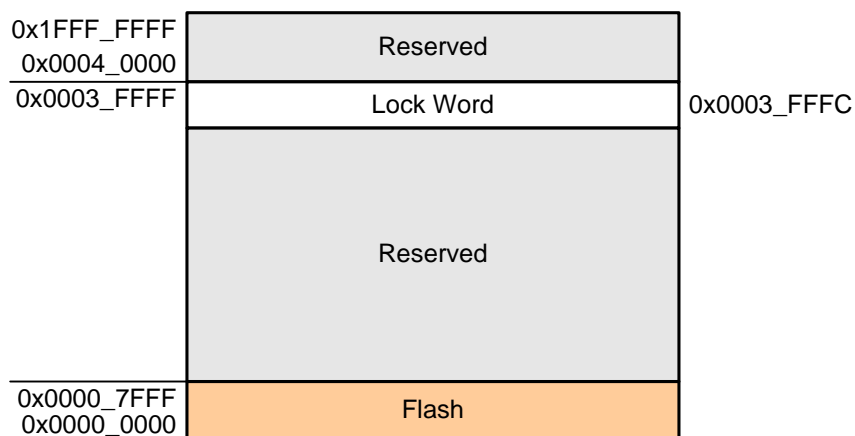 0x1FFF_FFFF
Reserved
0x0004_0000
0x0003_FFFF
Lock Word
0x0003_FFFC
Reserved
0x0000_7FFF
Flash
0x0000_0000